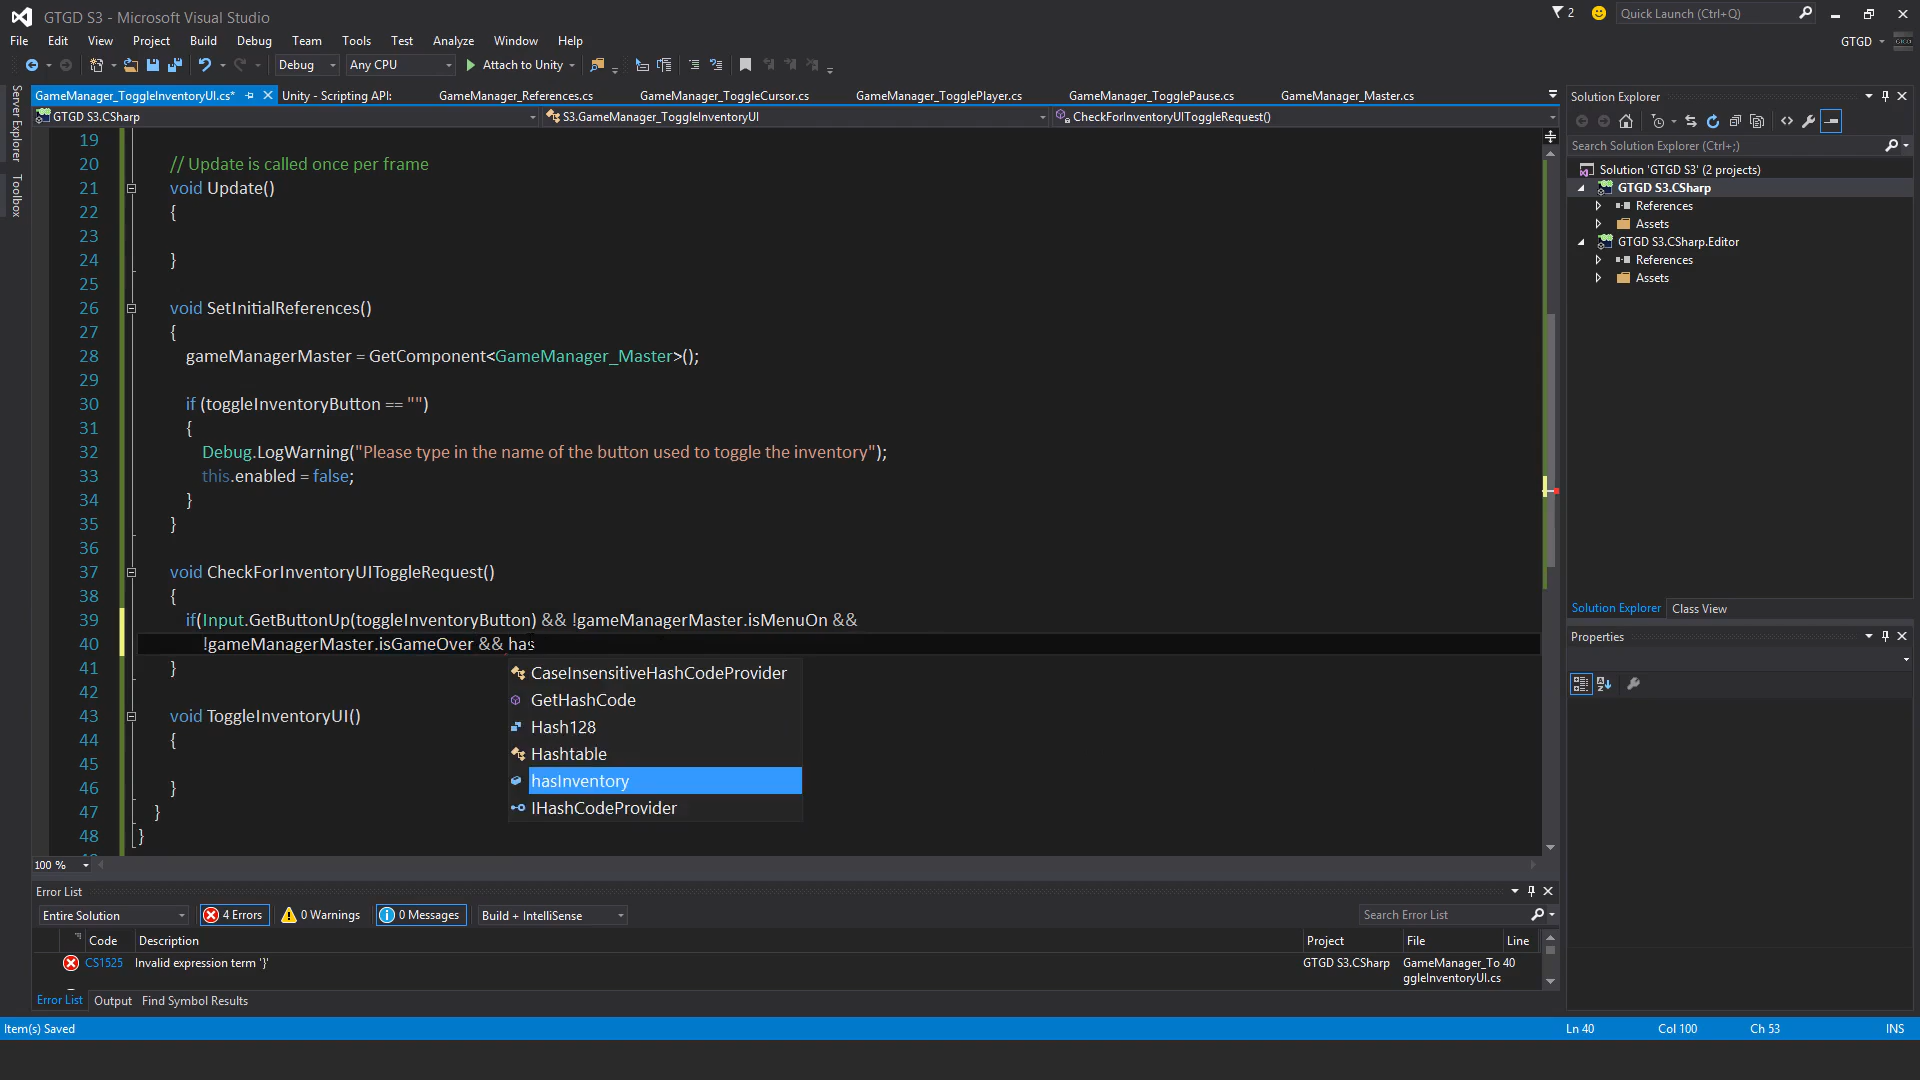 GTGD S3 - Microsoft Visual Studio
2
Quick Launch (Ctrl+Q)
File Edit View Project Build Debug Team Tools Test Analyze Window Help
GTGD
Debug Any CPU Attach to Unity
GameManager_ToggleInventoryUI.cs* Unity - Scripting API: GameManager_References.cs GameManager_ToggleCursor.cs GameManager_TogglePlayer.cs GameManager_TogglePause.cs GameManager_Master.cs
GTGD S3.CSharp S3.GameManager_ToggleInventoryUI CheckForInventoryUIToggleRequest()
Server Explorer
Toolbox
19
20 // Update is called once per frame
21 void Update()
22 {
23
24 }
25
26 void SetInitialReferences()
27 {
28 gameManagerMaster = GetComponent<GameManager_Master>();
29
30 if (toggleInventoryButton == "")
31 {
32 Debug.LogWarning("Please type in the name of the button used to toggle the inventory");
33 this.enabled = false;
34 }
35 }
36
37 void CheckForInventoryUIToggleRequest()
38 {
39 if(Input.GetButtonUp(toggleInventoryButton) && !gameManagerMaster.isMenuOn &&
40 !gameManagerMaster.isGameOver && has
41 }
42
43 void ToggleInventoryUI()
44 {
45
46 }
47 }
48 }
CaseInsensitiveHashCodeProvider
GetHashCode
Hash128
Hashtable
hasInventory
IHashCodeProvider
100 %
Solution Explorer
Search Solution Explorer (Ctrl+;)
Solution 'GTGD S3' (2 projects)
GTGD S3.CSharp
References
Assets
GTGD S3.CSharp.Editor
References
Assets
Solution Explorer Class View
Properties
Error List
Entire Solution 4 Errors 0 Warnings 0 Messages Build + IntelliSense Search Error List
Code Description Project File Line
CS1525 Invalid expression term '}' GTGD S3.CSharp GameManager_To 40
ggleInventoryUI.cs
Error List Output Find Symbol Results
Item(s) Saved Ln 40 Col 100 Ch 53 INS